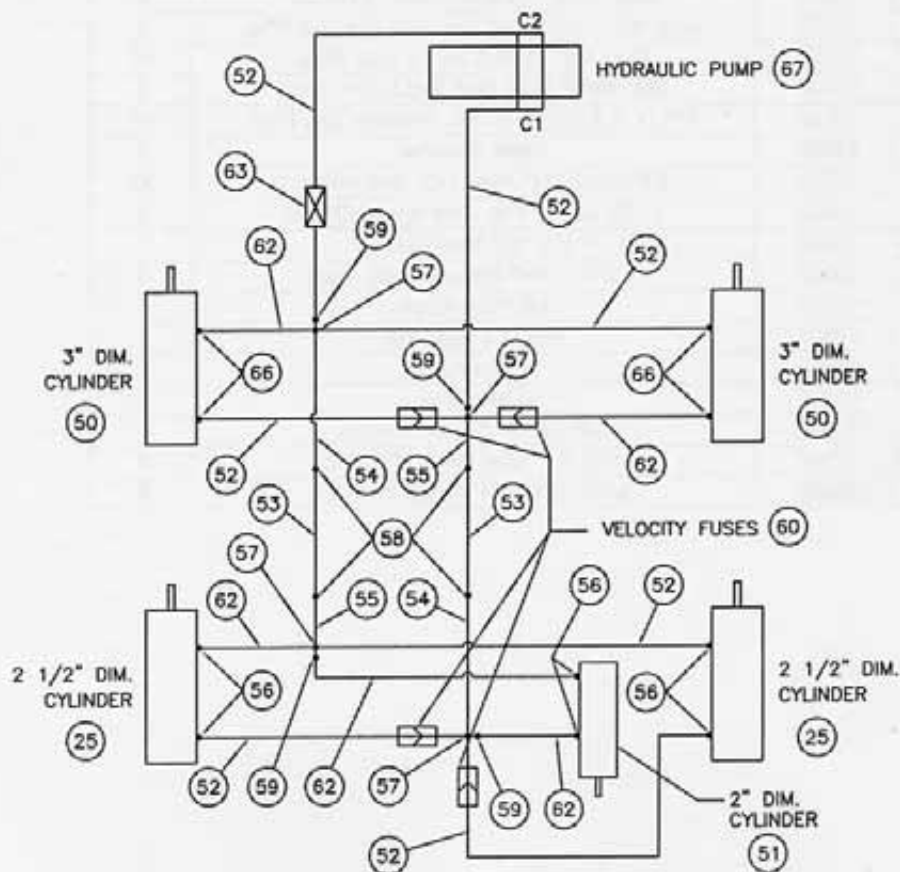 C2
HYDRAULIC PUMP 67
52
C1
63
52
59
62
57
52
3" DIM.
CYLINDER
50
66
59
57
66
3" DIM.
CYLINDER
50
52
54
55
62
53
58
53
VELOCITY FUSES 60
57
56
62
55
54
52
2 1/2" DIM.
CYLINDER
25
56
56
2 1/2" DIM.
CYLINDER
25
52
59
62
57
59
62
2" DIM.
CYLINDER
51
52